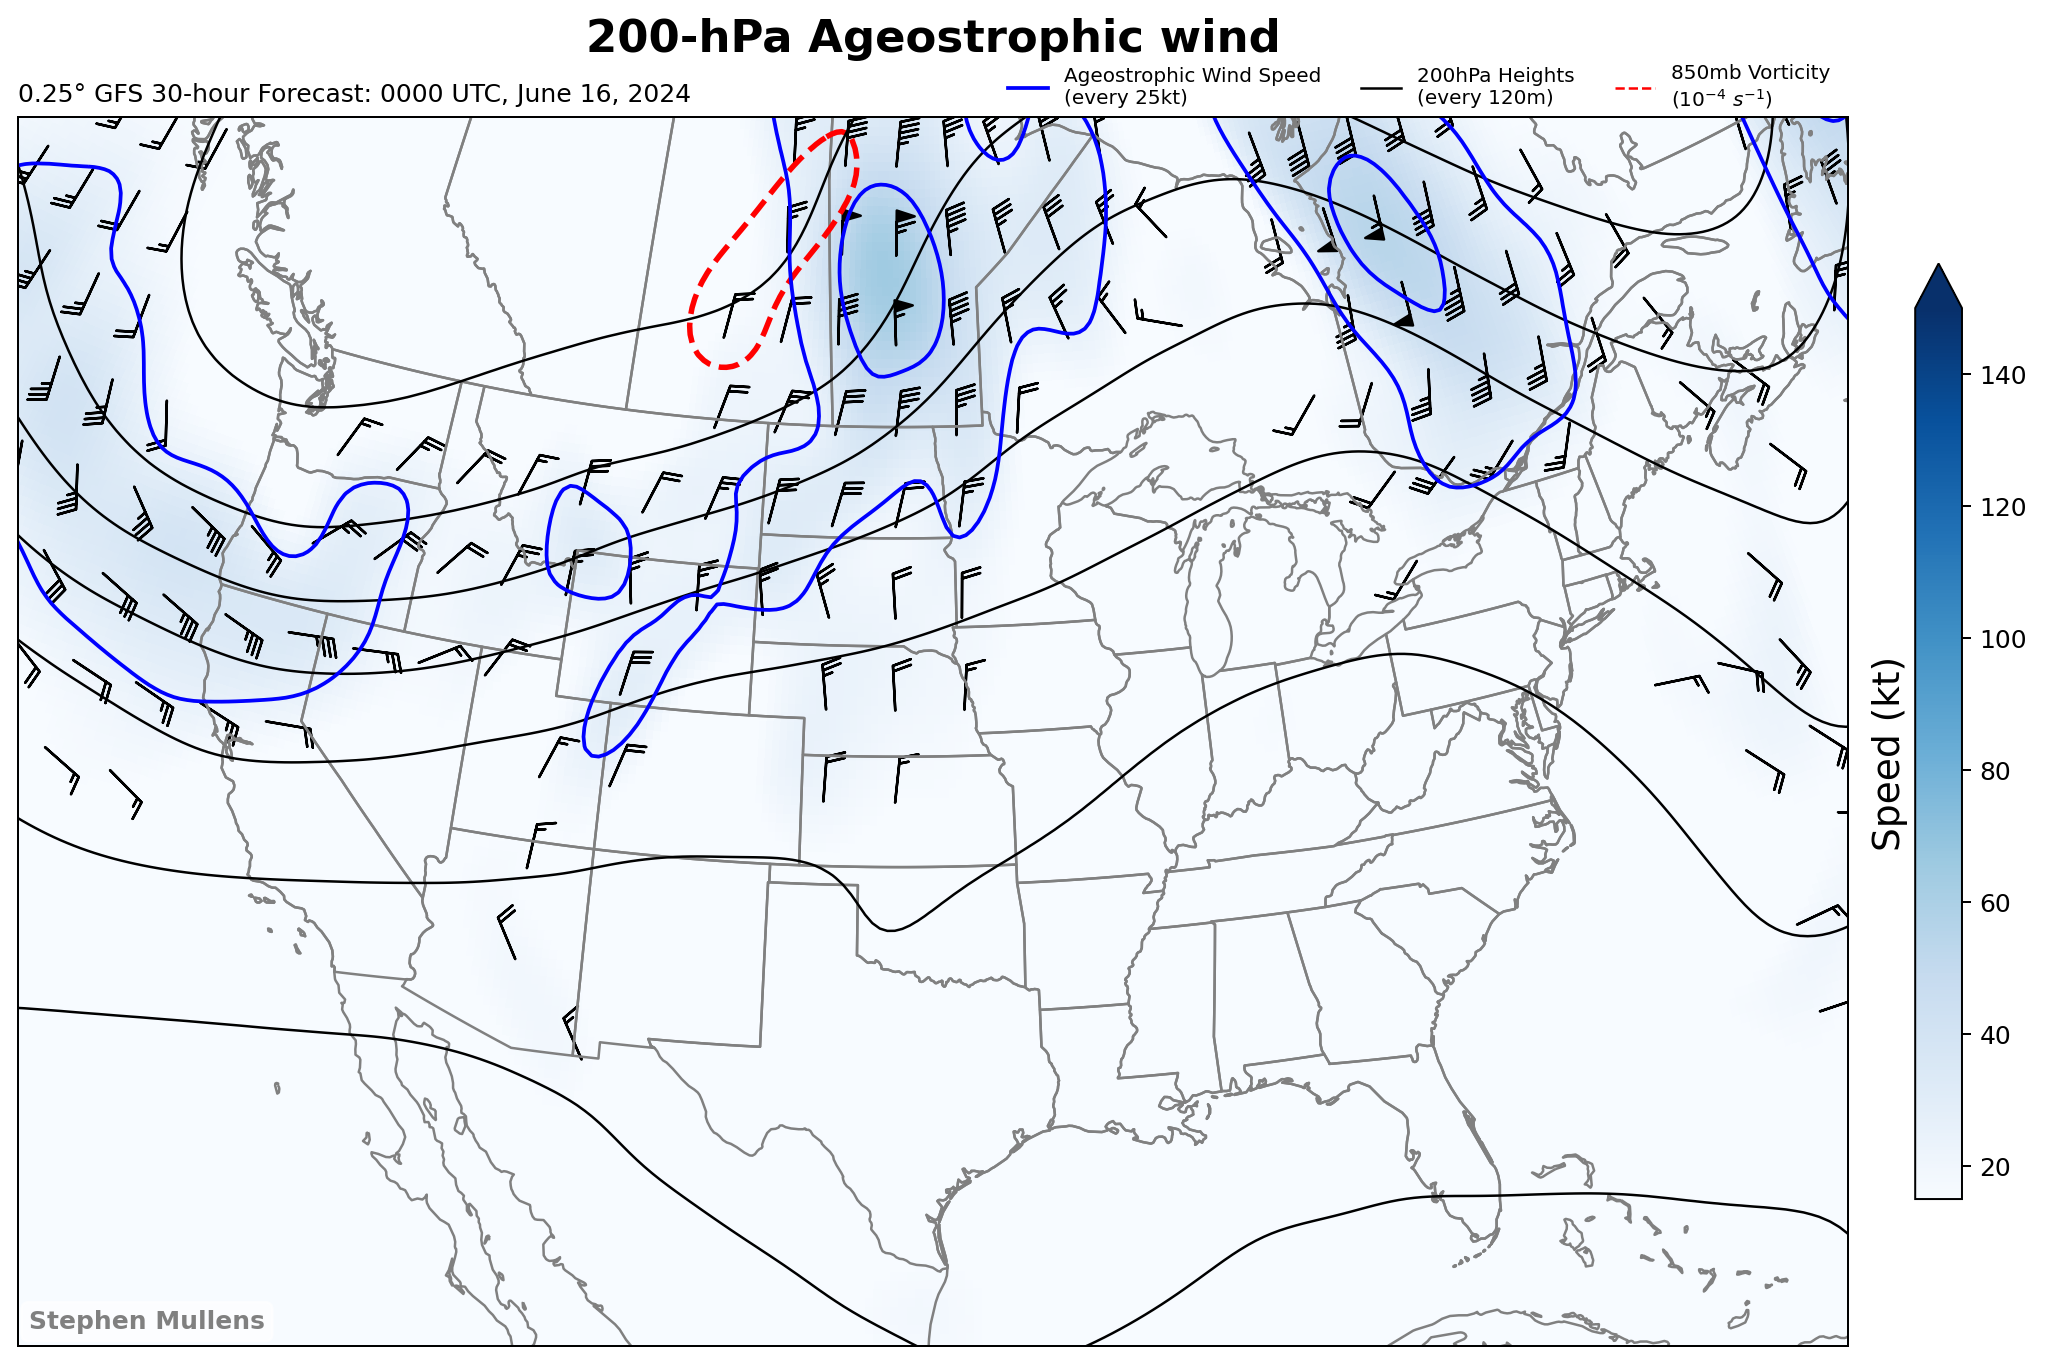 200-hPa Ageostrophic wind
0.25° GFS 30-hour Forecast: 0000 UTC, June 16, 2024
Ageostrophic Wind Speed
(every 25kt)
200hPa Heights
(every 120m)
850mb Vorticity
(10⁻⁴ s⁻¹)
140
120
100
80
60
40
20
Speed (kt)
Stephen Mullens